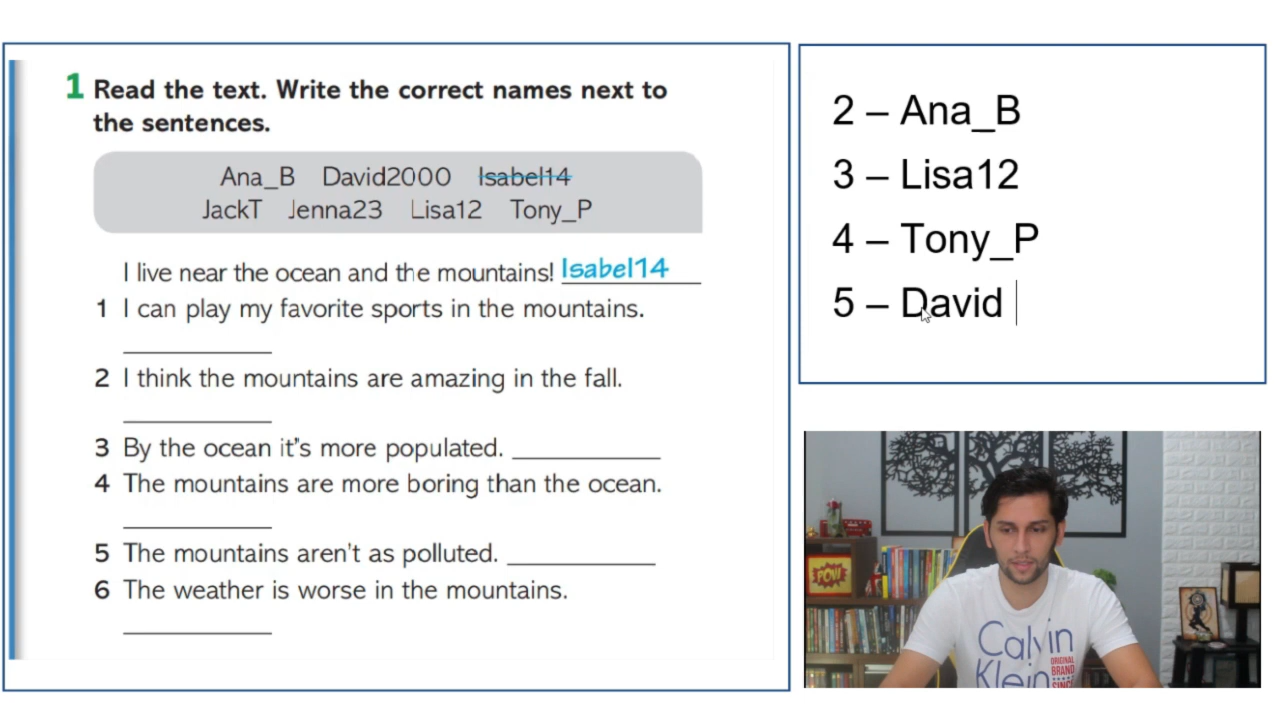 1 Read the text. Write the correct names next to
the sentences.
Ana_B David2000 Isabel14
JackT Jenna23 Lisa12 Tony_P
I live near the ocean and the mountains! Isabel14
1 I can play my favorite sports in the mountains.
2 I think the mountains are amazing in the fall.
3 By the ocean it's more populated.
4 The mountains are more boring than the ocean.
5 The mountains aren't as polluted.
6 The weather is worse in the mountains.
2 – Ana_B
3 – Lisa12
4 – Tony_P
5 – David
POW
Calvin
Klein
ORIGINAL
BRAND
SINCE